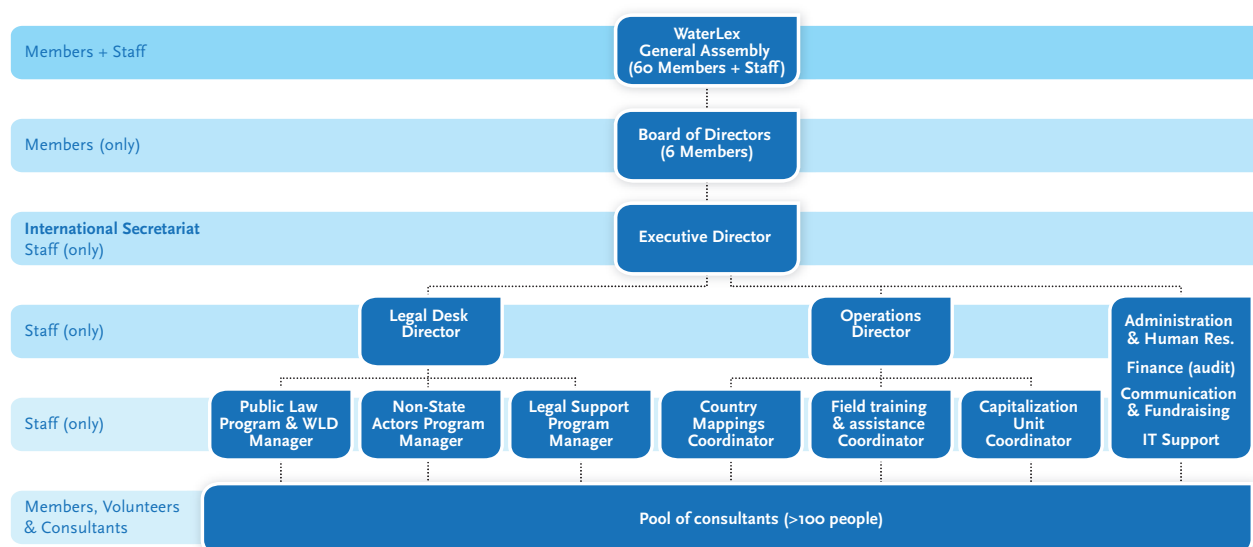 Members + Staff
WaterLex
General Assembly
(60 Members + Staff)
Members (only)
Board of Directors
(6 Members)
International Secretariat
Staff (only)
Executive Director
Staff (only)
Legal Desk
Director
Operations
Director
Administration
& Human Res.
Finance (audit)
Communication
& Fundraising
IT Support
Staff (only)
Public Law
Program & WLD
Manager
Non-State
Actors Program
Manager
Legal Support
Program
Manager
Country
Mappings
Coordinator
Field training
& assistance
Coordinator
Capitalization
Unit
Coordinator
Members, Volunteers
& Consultants
Pool of consultants (>100 people)